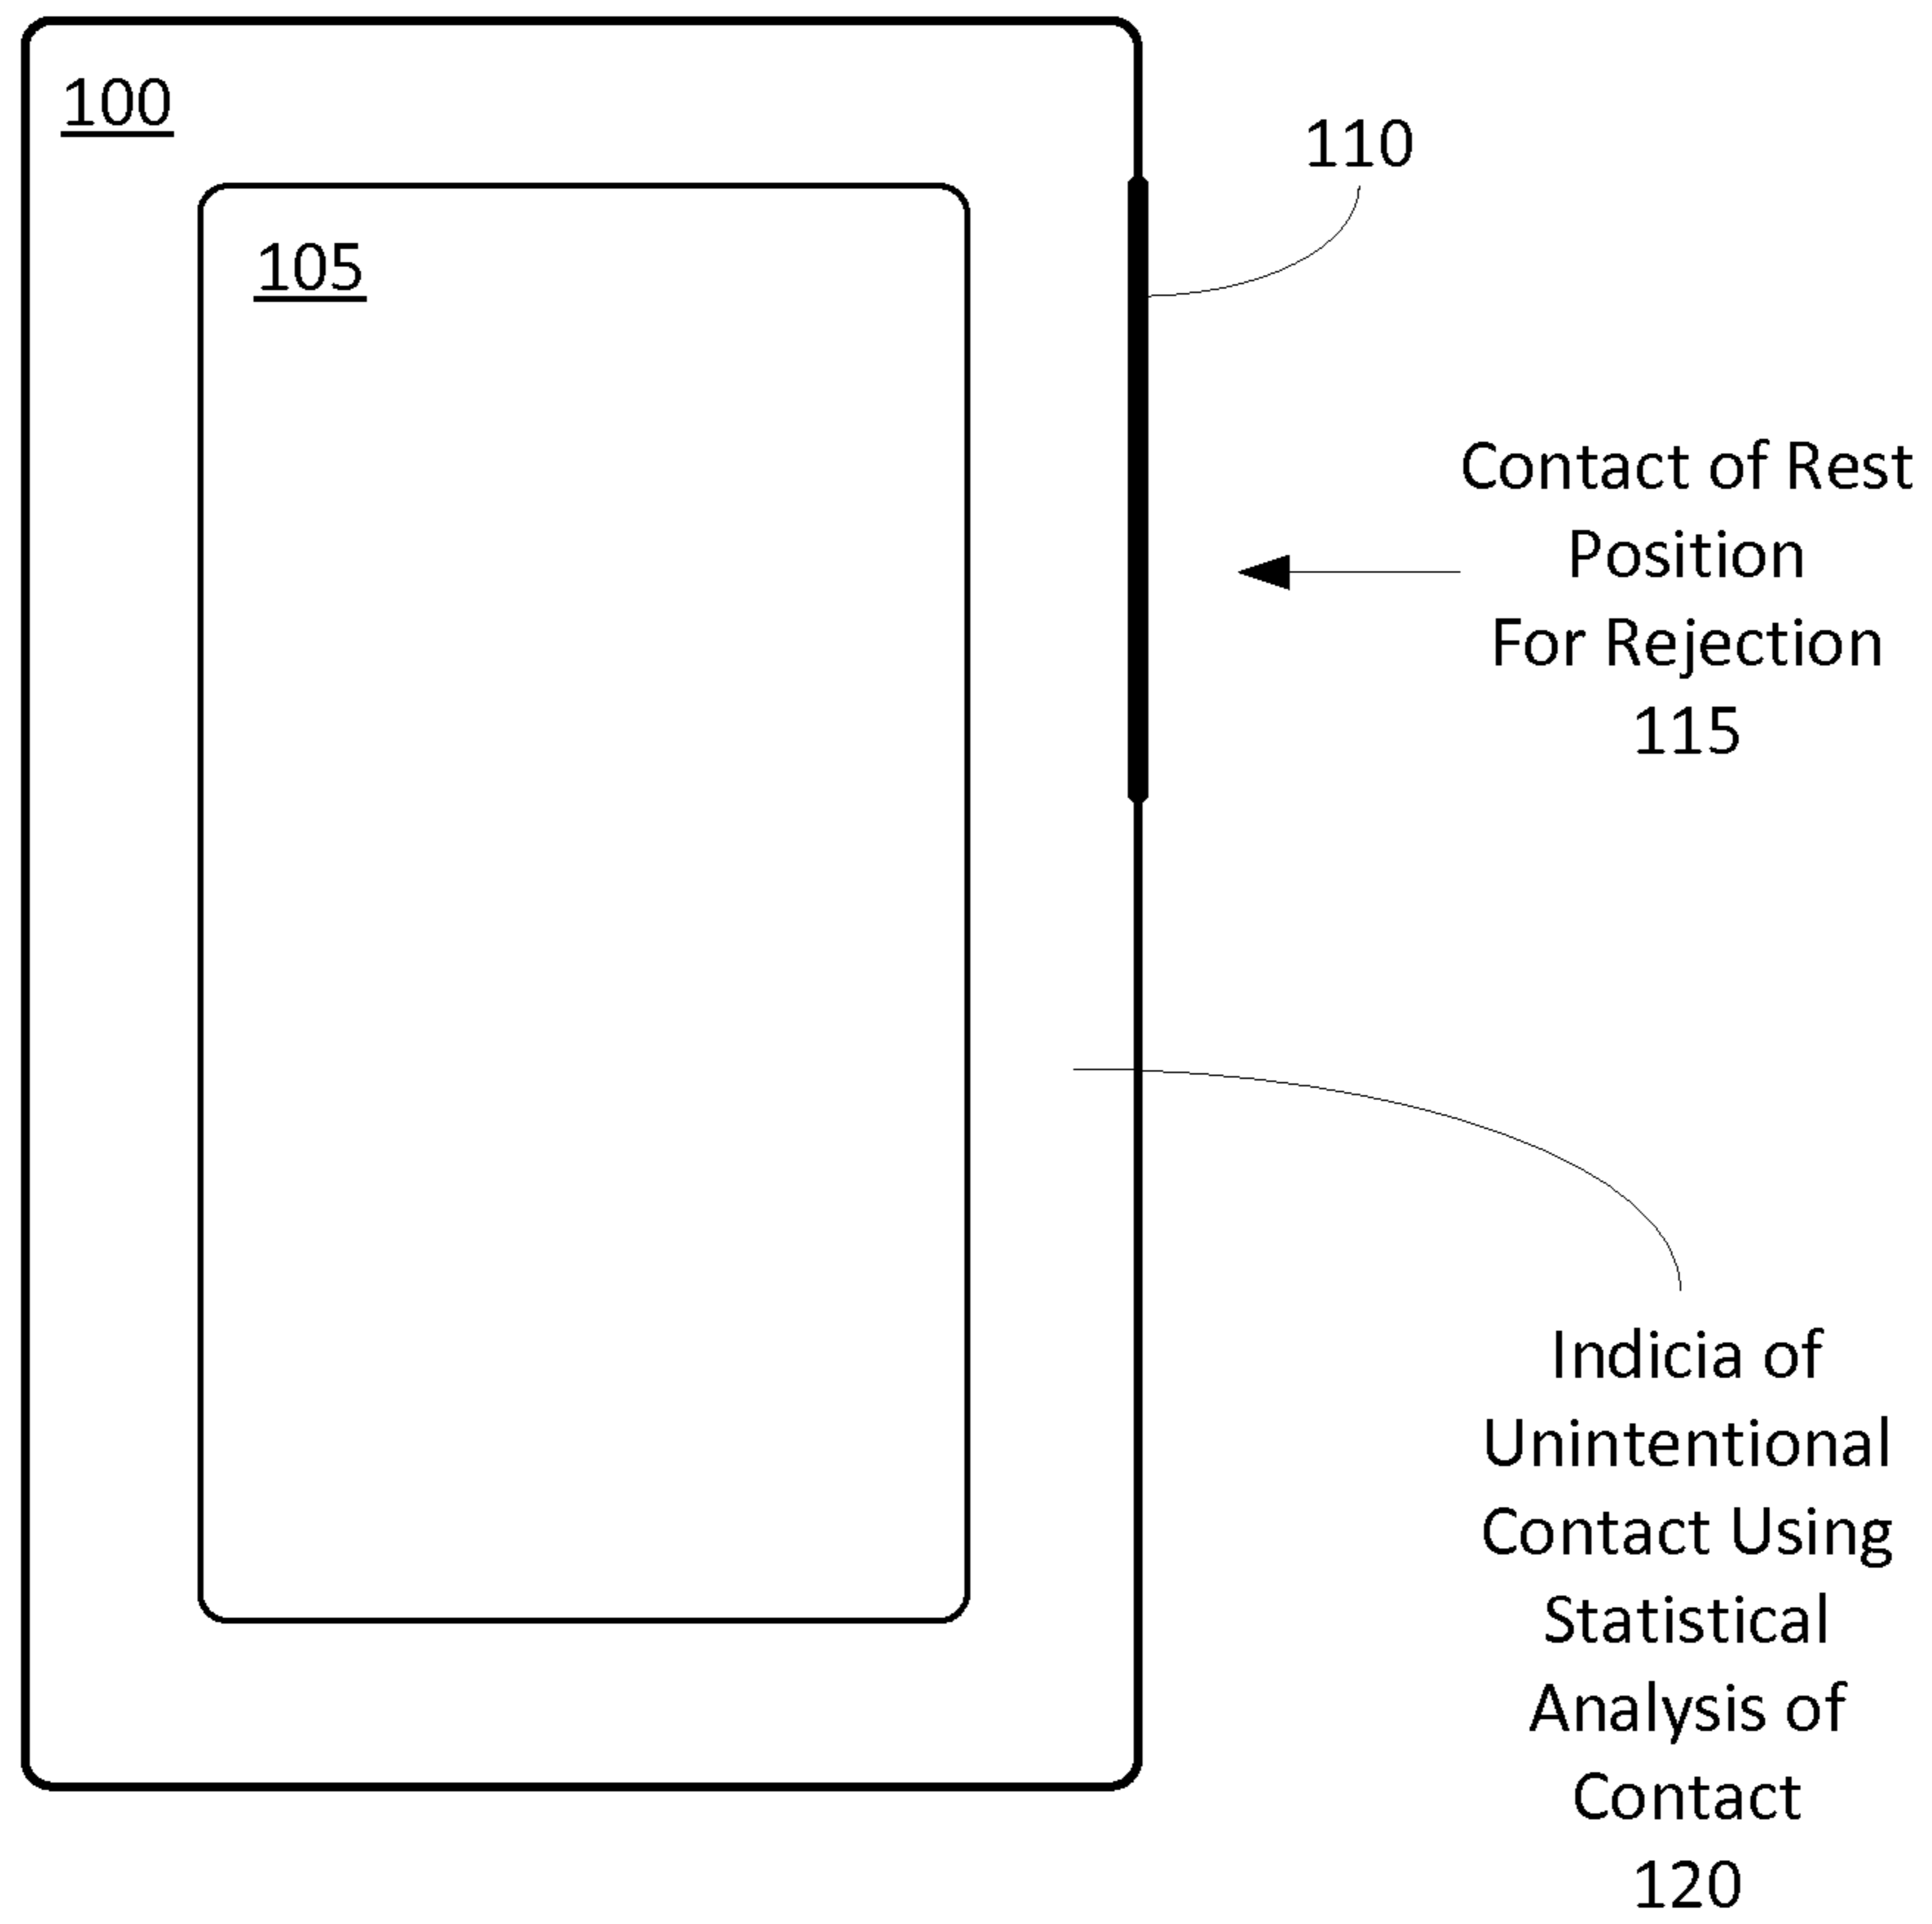 100
110
105
Contact of Rest
Position
For Rejection
115
Indicia of
Unintentional
Contact Using
Statistical
Analysis of
Contact
120